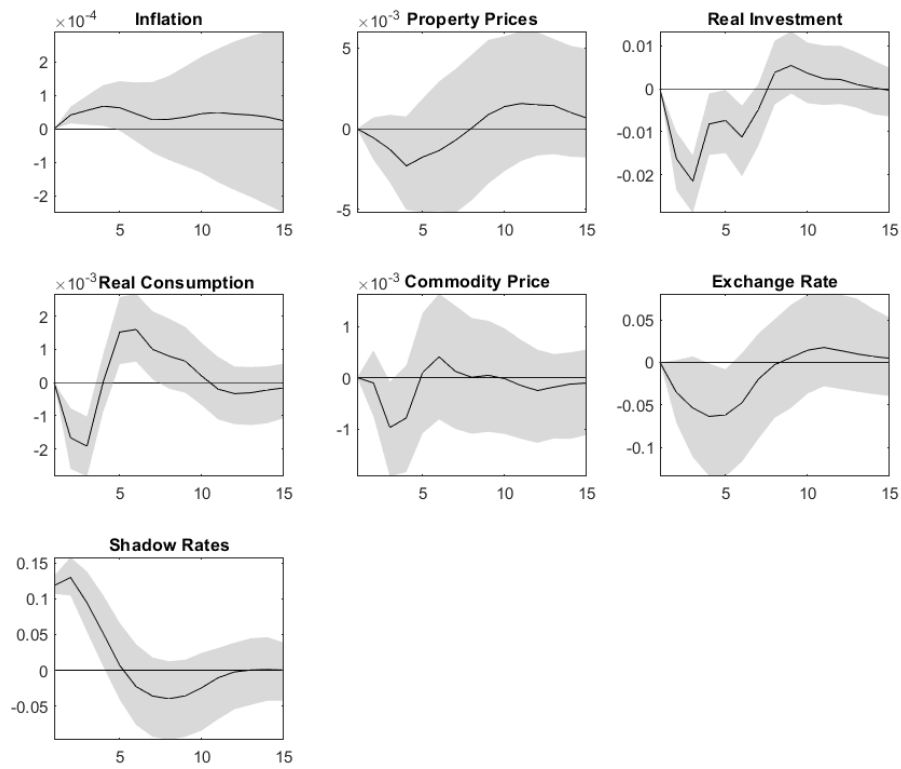 ×10⁻⁴ Inflation
2
0
-2
5 10 15
×10⁻³ Property Prices
5
0
-5
5 10 15
Real Investment
0.01
0
-0.01
-0.02
5 10 15
×10⁻³ Real Consumption
2
1
0
-1
-2
5 10 15
×10⁻³ Commodity Price
1
0
-1
5 10 15
Exchange Rate
0.05
0
-0.05
-0.1
5 10 15
Shadow Rates
0.15
0.1
0.05
0
-0.05
5 10 15